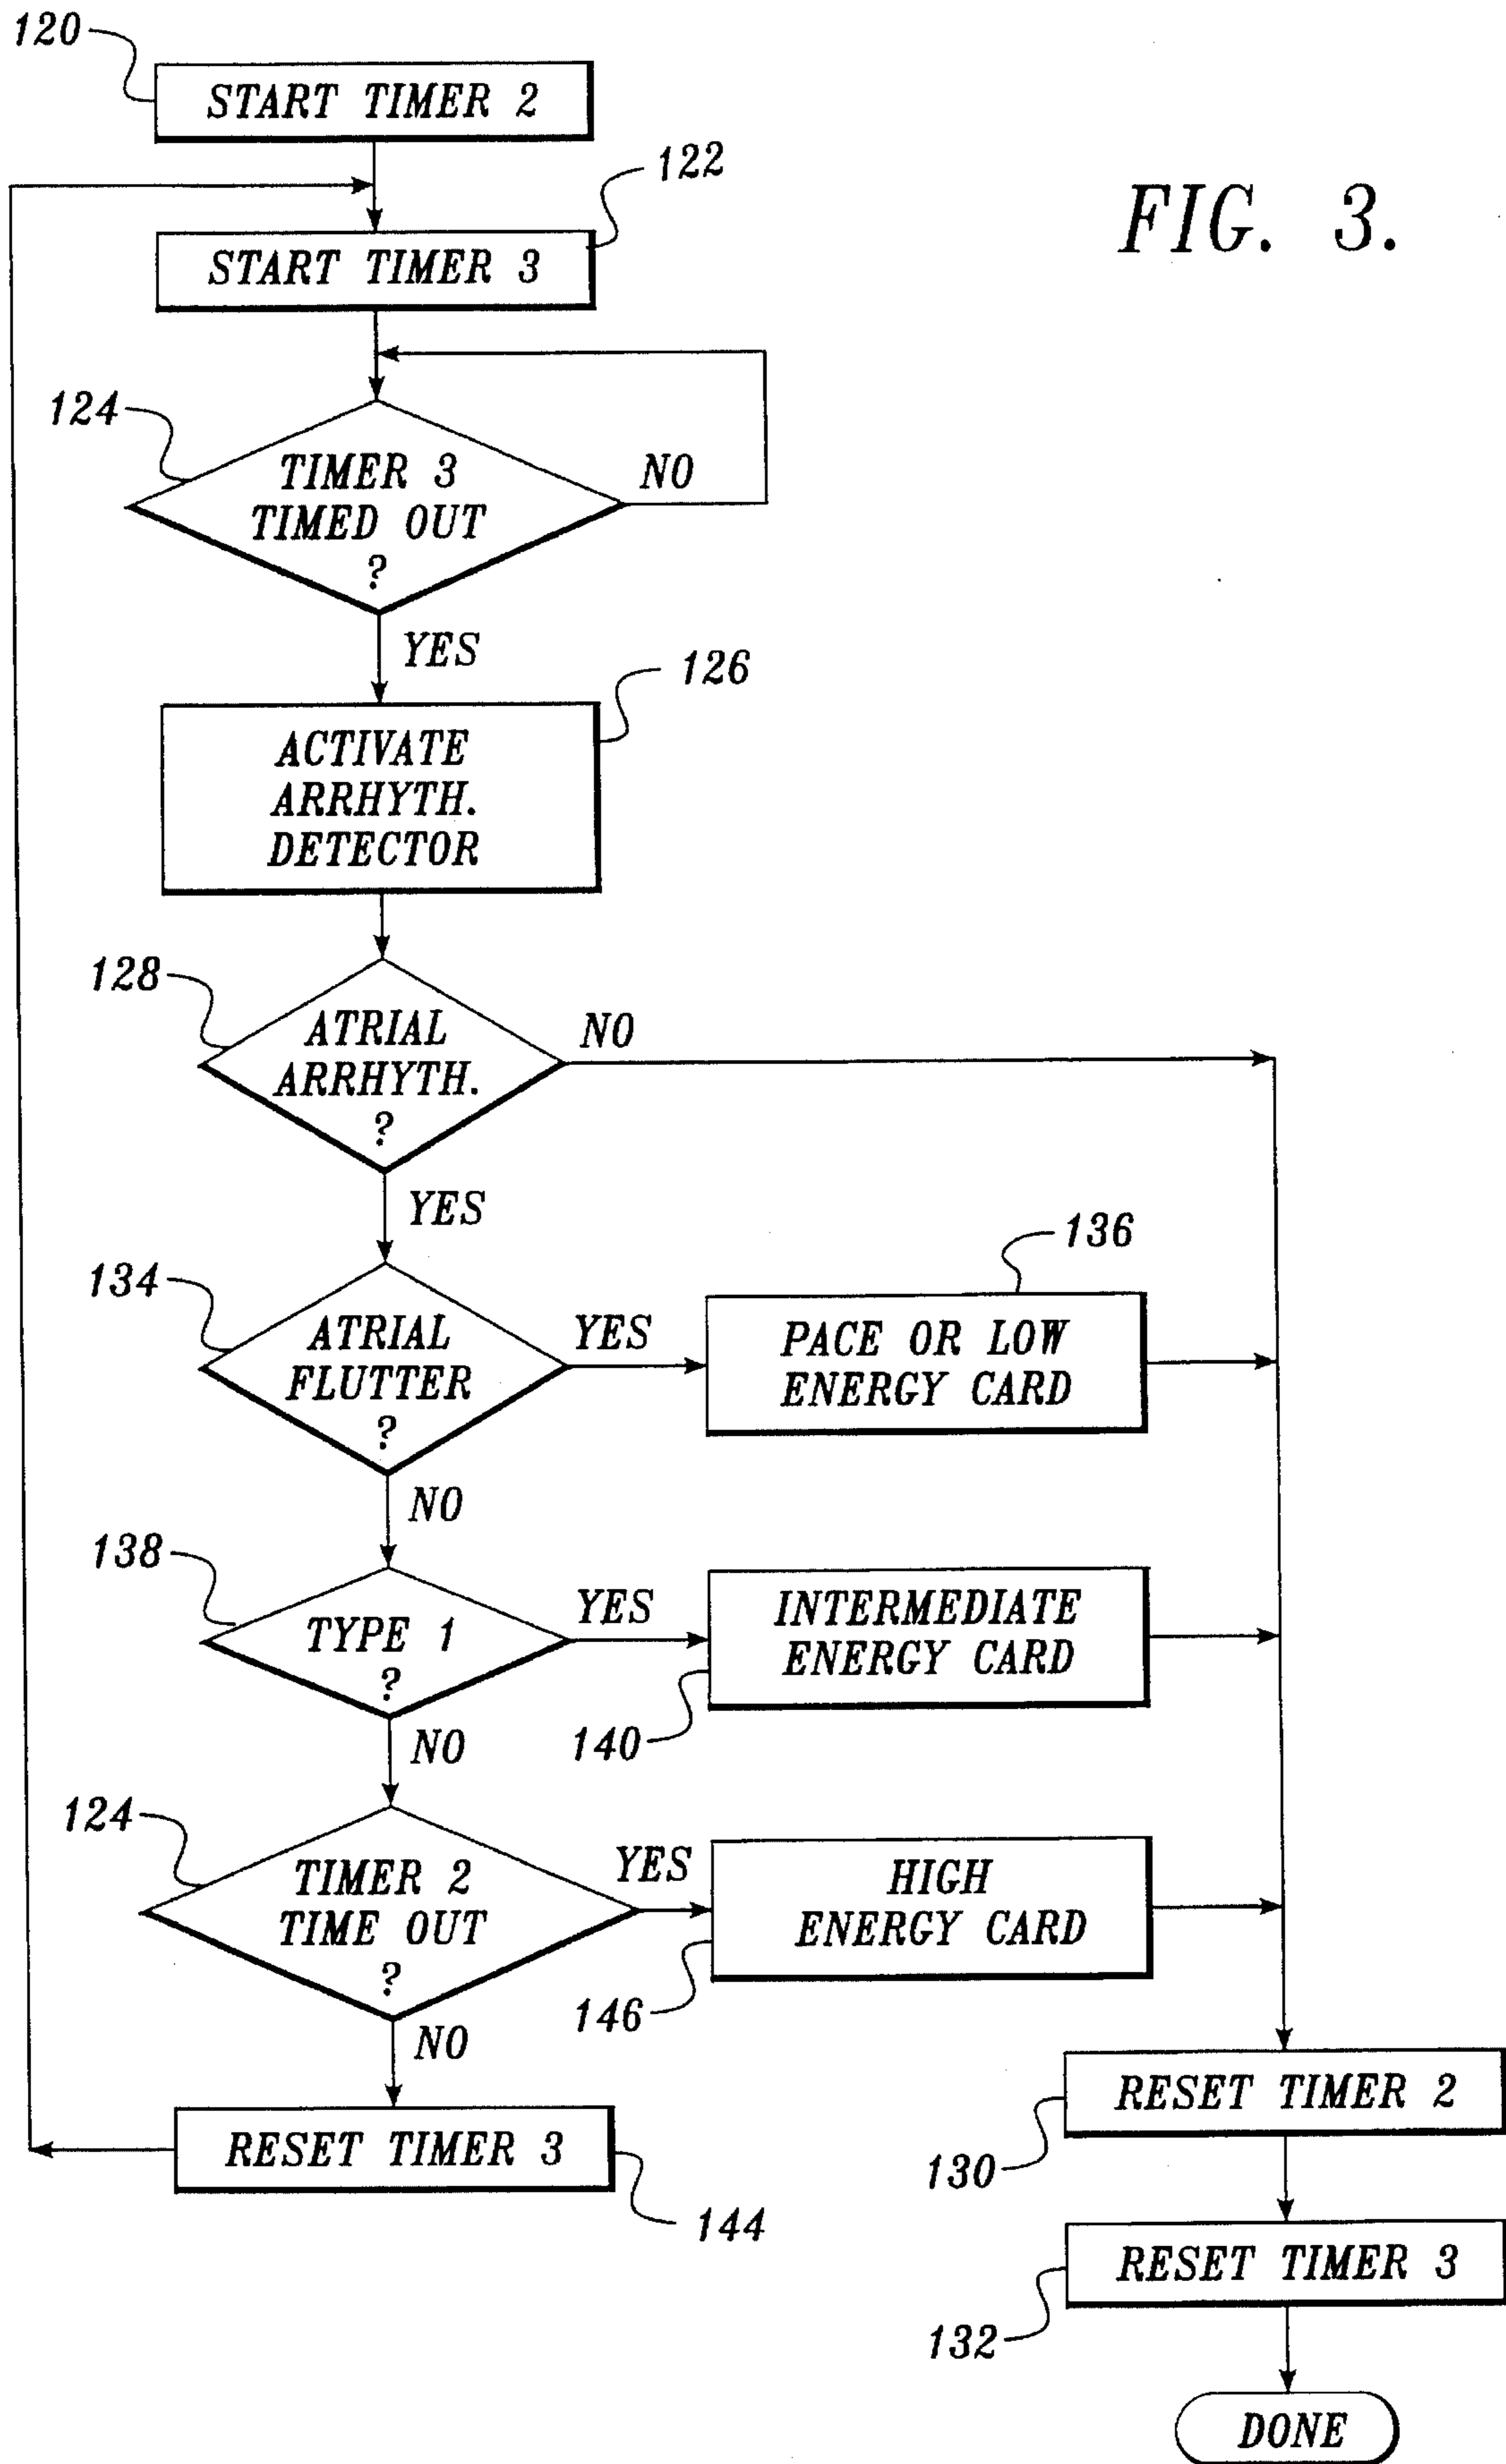 120
START TIMER 2
122
FIG. 3.
START TIMER 3
124
TIMER 3
TIMED OUT
?
NO
YES
126
ACTIVATE
ARRHYTH.
DETECTOR
128
ATRIAL
ARRHYTH.
?
NO
YES
134
ATRIAL
FLUTTER
?
YES
136
PACE OR LOW
ENERGY CARD
NO
138
TYPE 1
?
YES
INTERMEDIATE
ENERGY CARD
140
NO
124
TIMER 2
TIME OUT
?
YES
HIGH
ENERGY CARD
146
NO
RESET TIMER 3
144
RESET TIMER 2
130
RESET TIMER 3
132
DONE